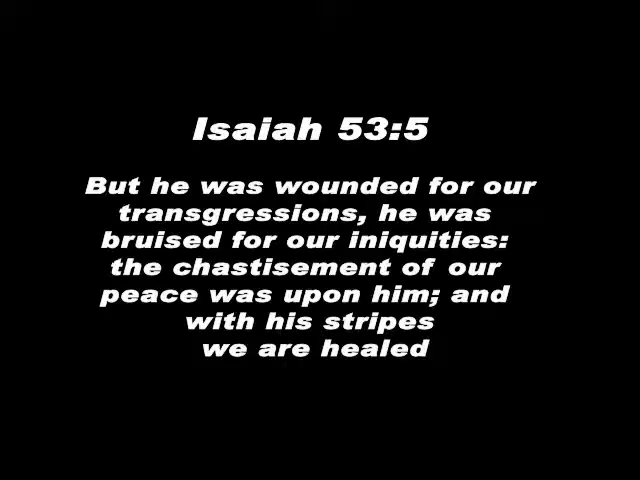 Isaiah 53:5
But he was wounded for our
transgressions, he was
bruised for our iniquities:
the chastisement of our
peace was upon him; and
with his stripes
we are healed